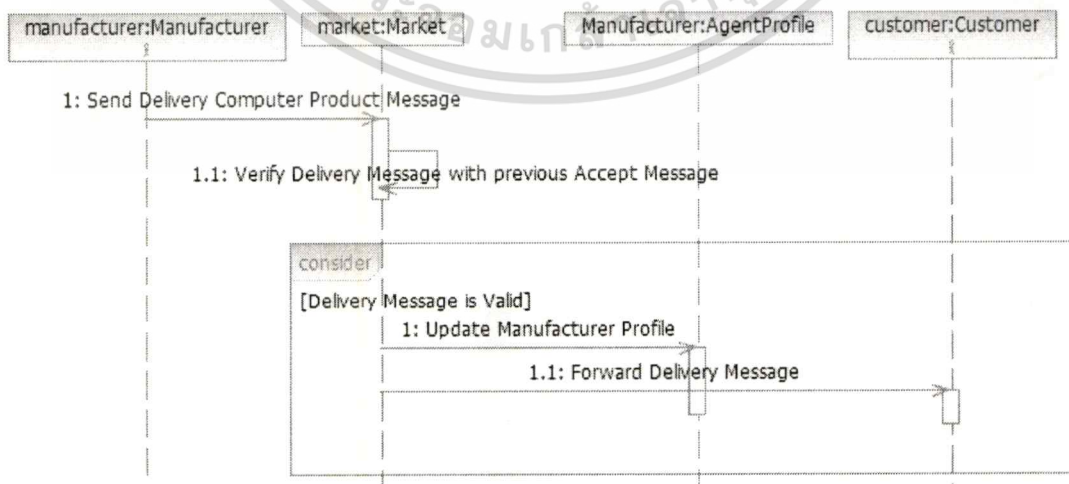 manufacturer:Manufacturer market:Market Manufacturer:AgentProfile customer:Customer
1: Send Delivery Computer Product Message
1.1: Verify Delivery Message with previous Accept Message
consider
[Delivery Message is Valid]
1: Update Manufacturer Profile
1.1: Forward Delivery Message